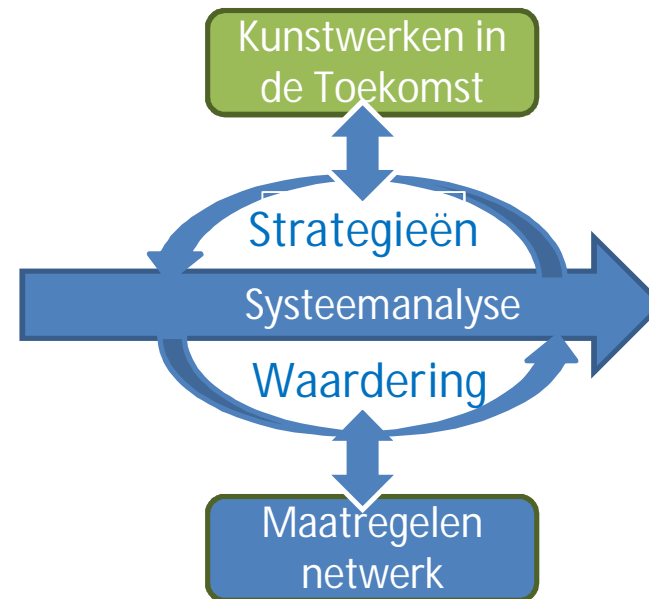 Kunstwerken in
de Toekomst
Strategieën
Systeemanalyse
Waardering
Maatregelen
netwerk